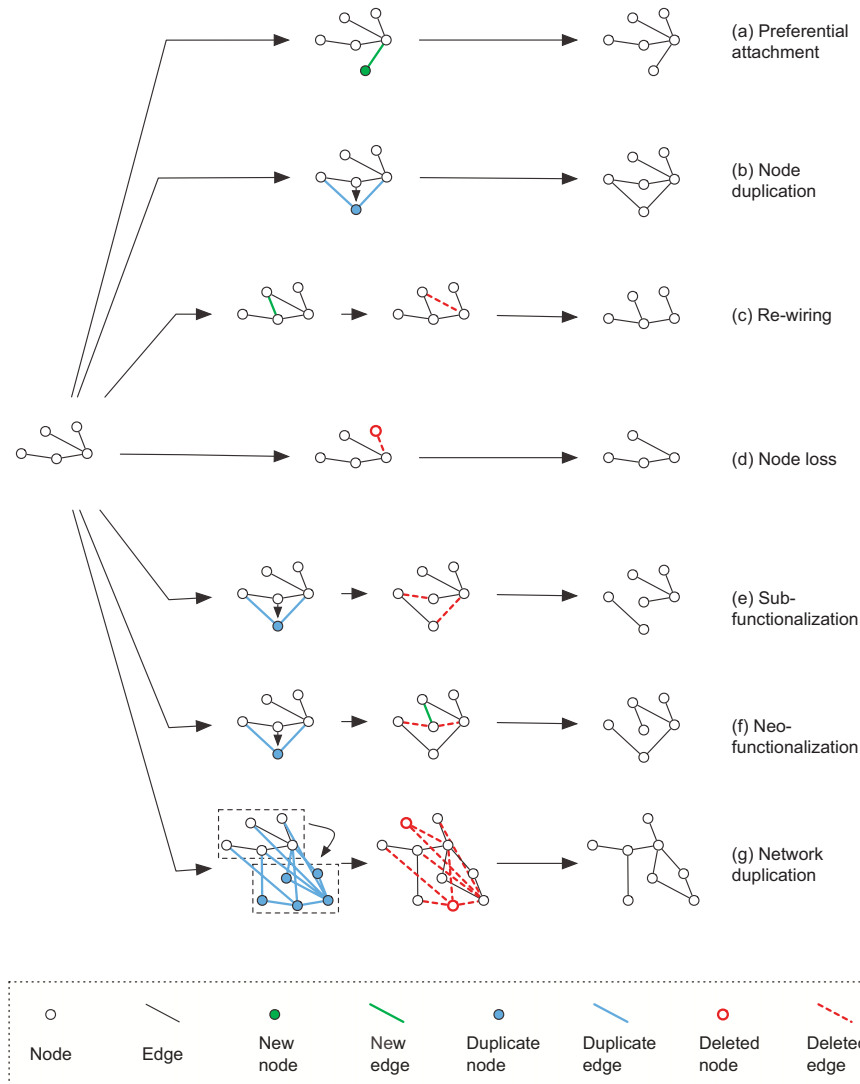 (a) Preferential
attachment
(b) Node
duplication
(c) Re-wiring
(d) Node loss
(e) Sub-
functionalization
(f) Neo-
functionalization
(g) Network
duplication
Node
Edge
New
node
New
edge
Duplicate
node
Duplicate
edge
Deleted
node
Deleted
edge